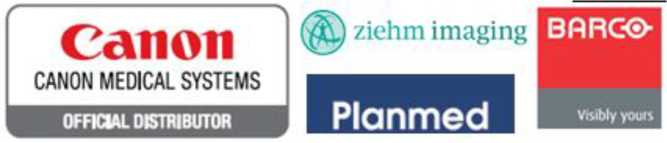 Canon
CANON MEDICAL SYSTEMS
OFFICIAL DISTRIBUTOR
ziehm imaging
Planmed
BARCO
Visibly yours